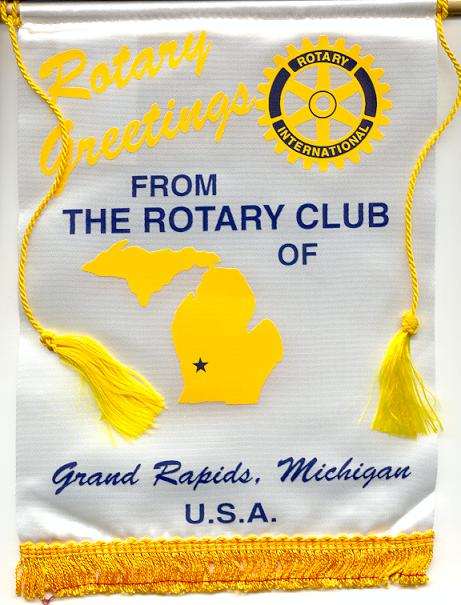 Rotary
Greetings
ROTARY
INTERNATIONAL
FROM
THE ROTARY CLUB
OF
Grand Rapids, Michigan
U.S.A.